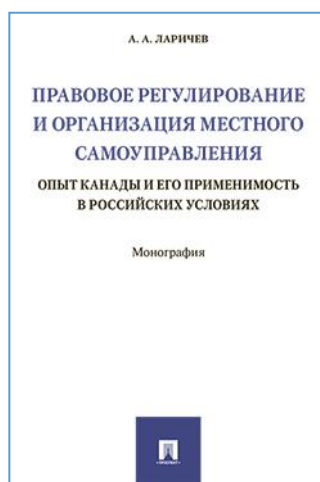 А. А. ЛАРИЧЕВ
ПРАВОВОЕ РЕГУЛИРОВАНИЕ
И ОРГАНИЗАЦИЯ МЕСТНОГО
САМОУПРАВЛЕНИЯ
ОПЫТ КАНАДЫ И ЕГО ПРИМЕНИМОСТЬ
В РОССИЙСКИХ УСЛОВИЯХ
Монография